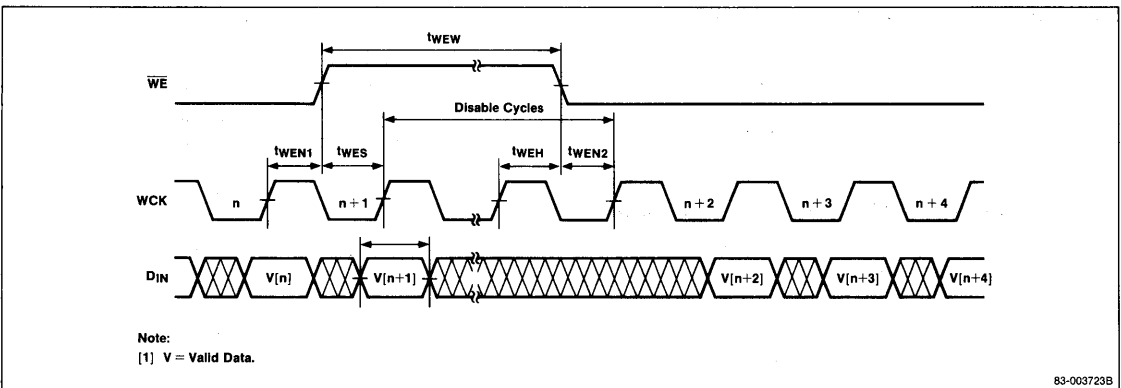 tWEW
WE
Disable Cycles
tWEN1 tWES tWEH tWEN2
WCK n n + 1 n + 2 n + 3 n + 4
DIN V[n] V[n+1] V[n+2] V[n+3] V[n+4]
Note:
[1] V = Valid Data.
83-003723B